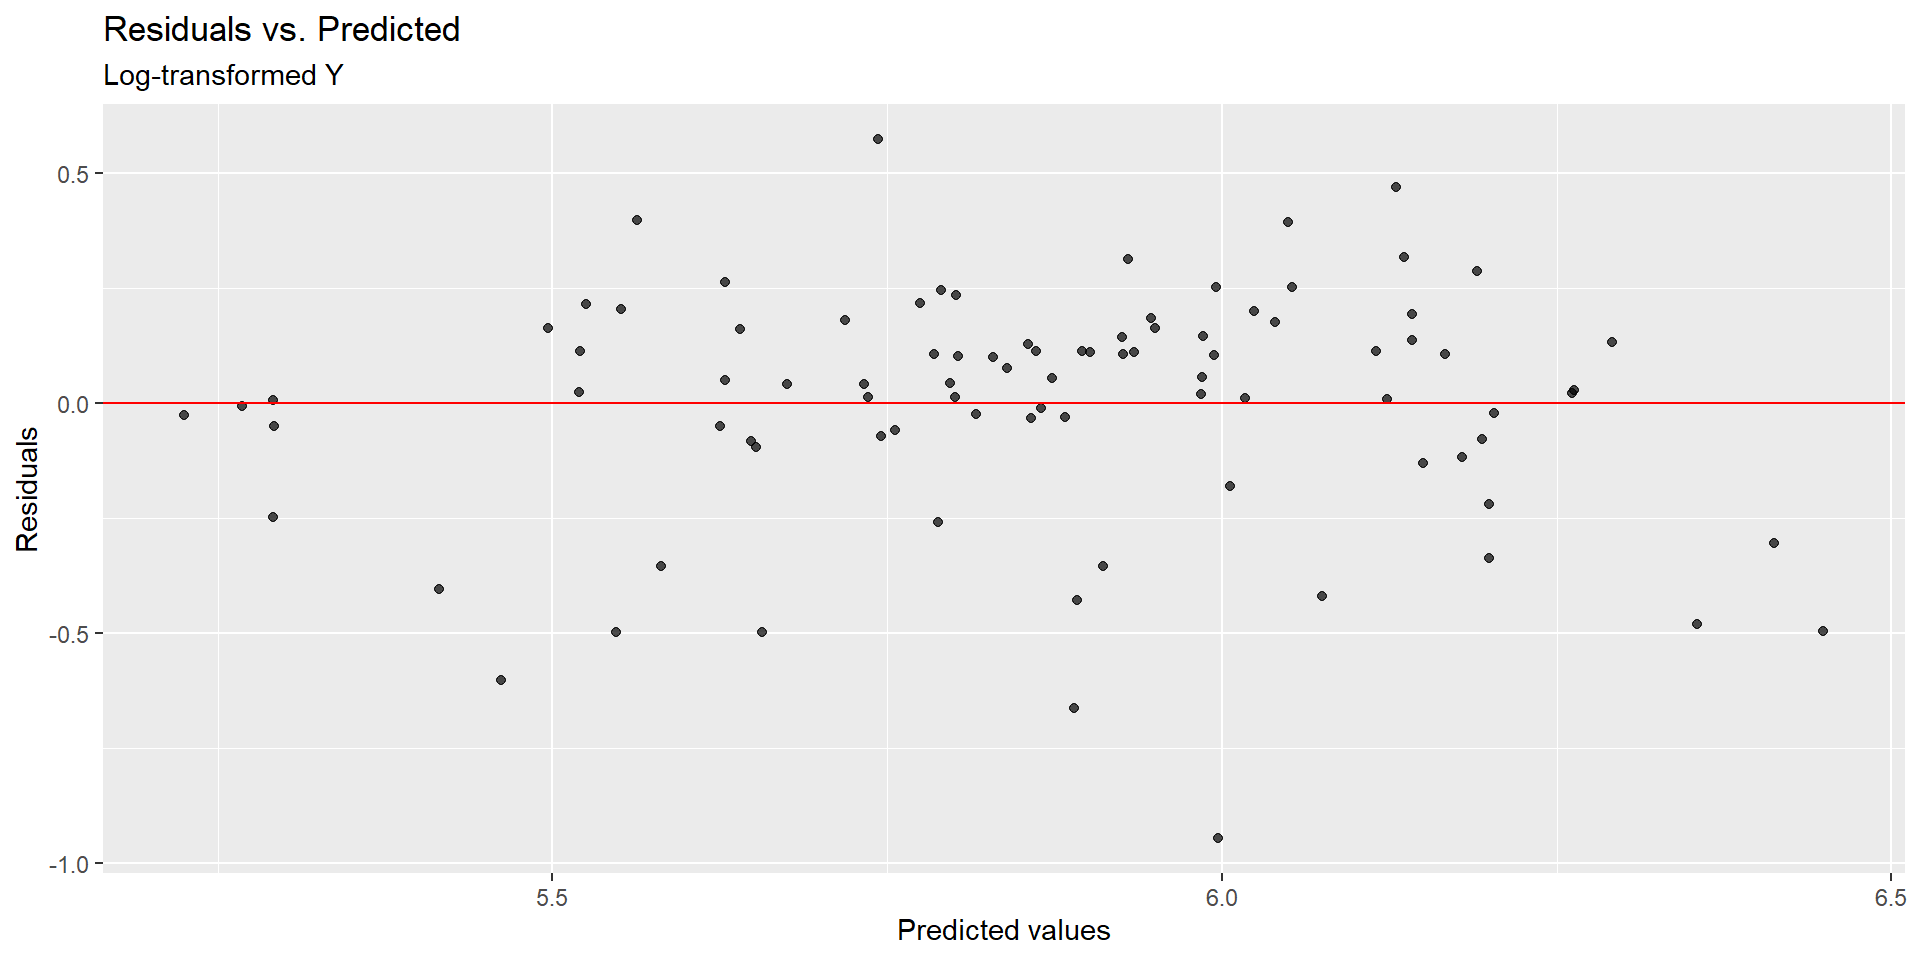 Residuals vs. Predicted
Log-transformed Y
0.5
0.0
-0.5
-1.0
Residuals
5.5 6.0 6.5
Predicted values